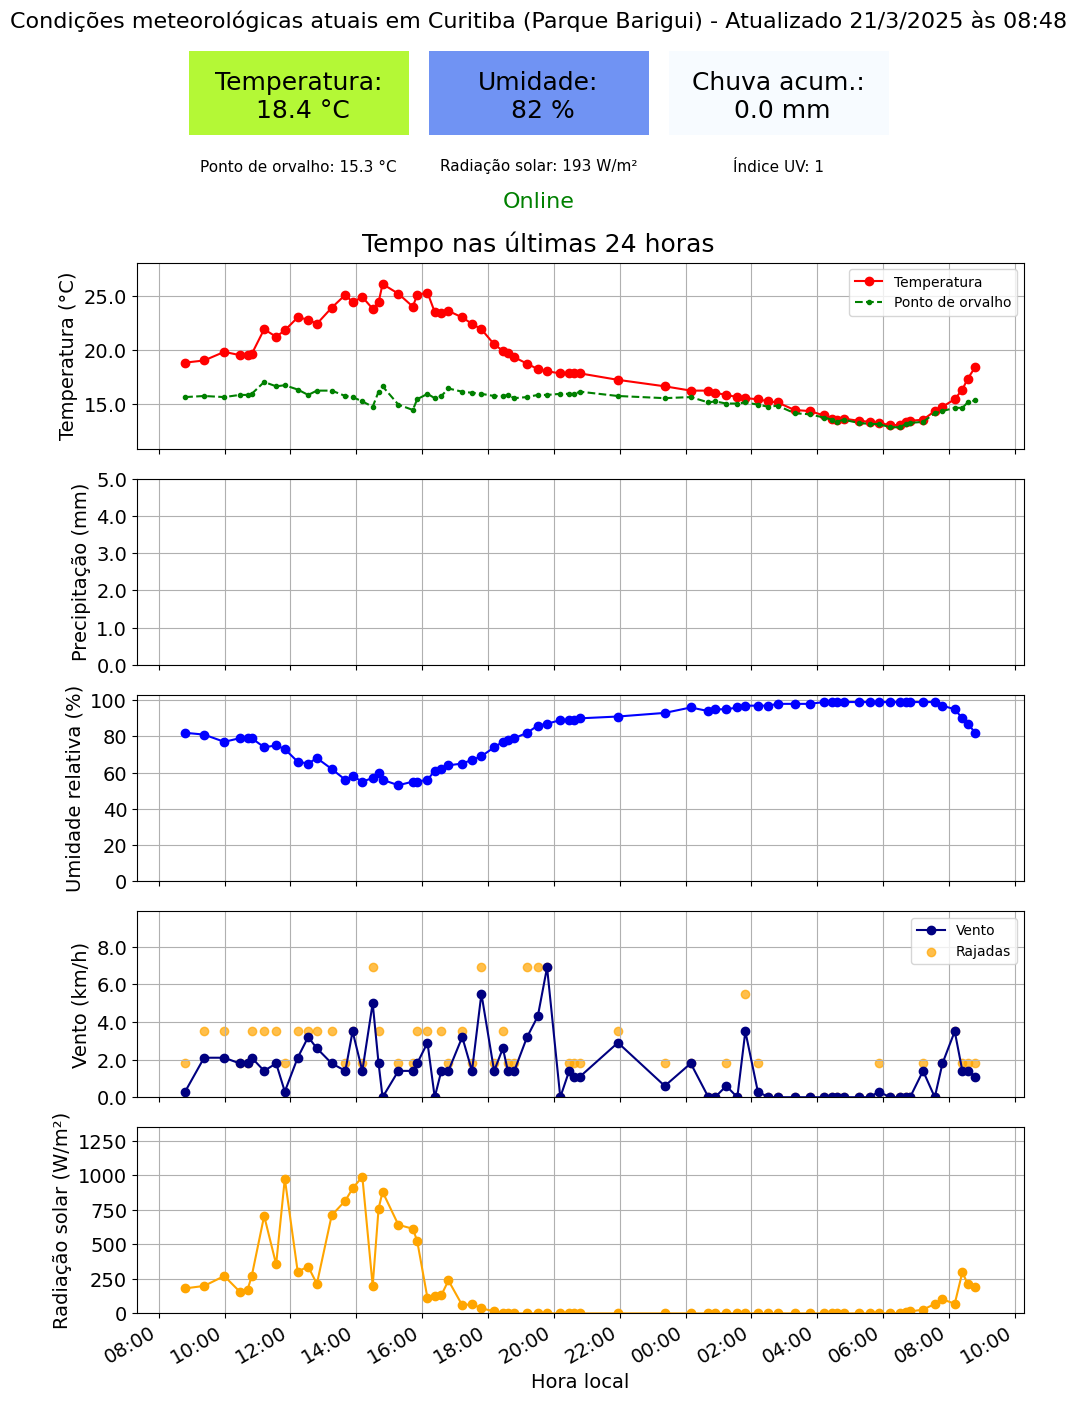 Condições meteorológicas atuais em Curitiba (Parque Barigui) - Atualizado 21/3/2025 às 08:48
Temperatura:
18.4 °C
Umidade:
82 %
Chuva acum.:
0.0 mm
Ponto de orvalho: 15.3 °C
Radiação solar: 193 W/m²
Índice UV: 1
Online
Tempo nas últimas 24 horas
Temperatura (°C)
25.0
20.0
15.0
Temperatura
Ponto de orvalho
Precipitação (mm)
5.0
4.0
3.0
2.0
1.0
0.0
Umidade relativa (%)
100
80
60
40
20
0
Vento (km/h)
8.0
6.0
4.0
2.0
0.0
Vento
Rajadas
Radiação solar (W/m²)
1250
1000
750
500
250
0
08:00
10:00
12:00
14:00
16:00
18:00
20:00
22:00
00:00
02:00
04:00
06:00
08:00
10:00
Hora local